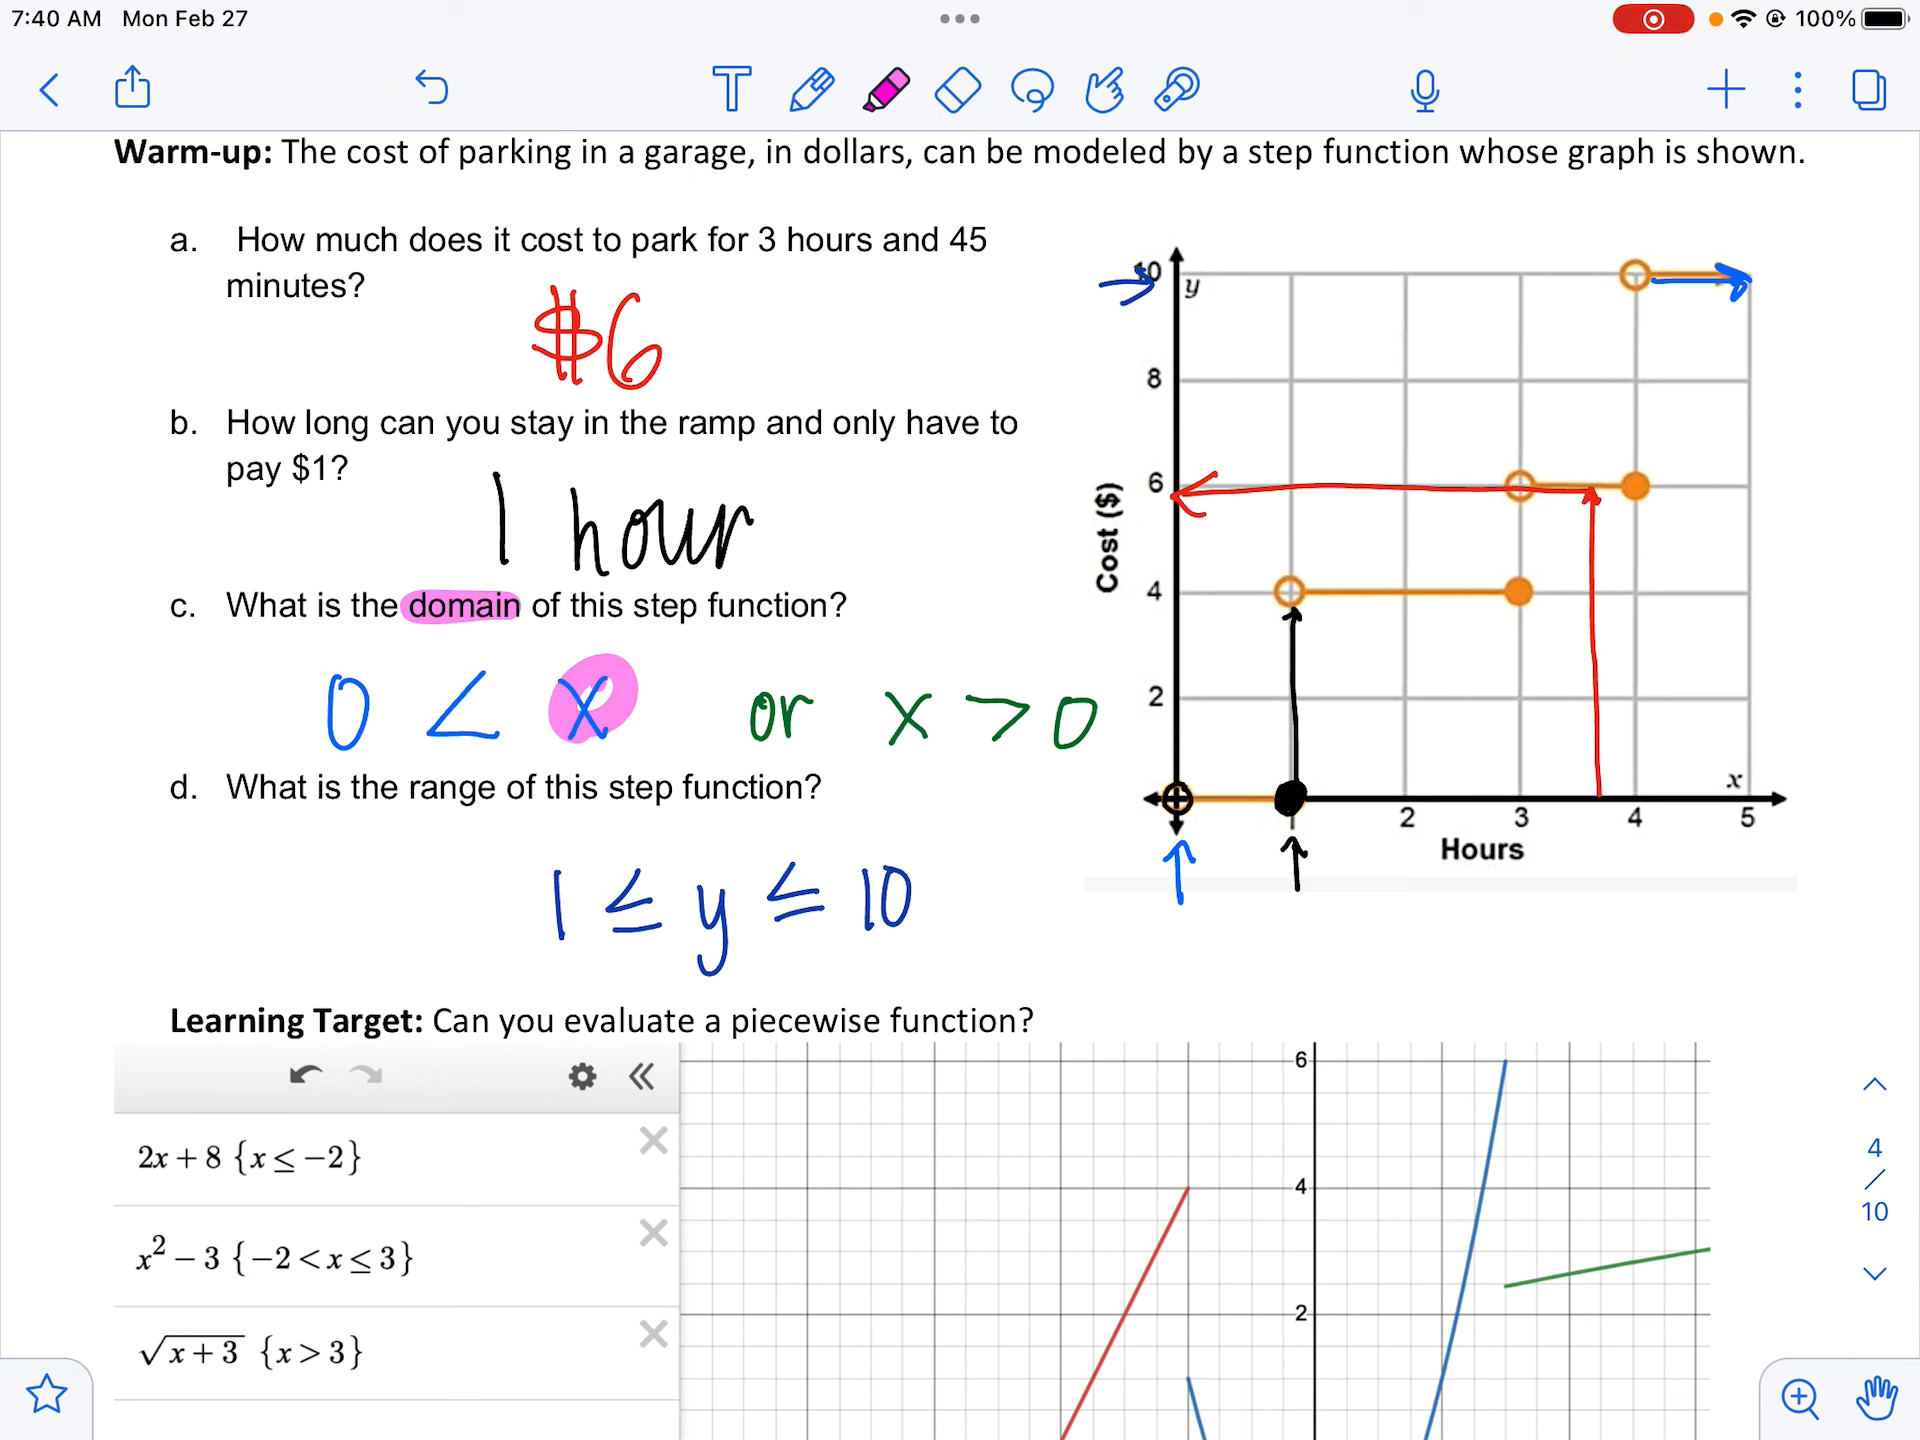 7:40 AM Mon Feb 27
100%
Warm-up: The cost of parking in a garage, in dollars, can be modeled by a step function whose graph is shown.
a. How much does it cost to park for 3 hours and 45
minutes?
$6
b. How long can you stay in the ramp and only have to
pay $1?
1 hour
c. What is the domain of this step function?
0 < x or x > 0
d. What is the range of this step function?
1 ≤ y ≤ 10
10
y
8
6
4
2
Cost ($)
x
2 3 4 5
Hours
Learning Target: Can you evaluate a piecewise function?
2x + 8 {x ≤ −2}
x² − 3 {−2 < x ≤ 3}
√x + 3 {x > 3}
6
4
2
4
/
10